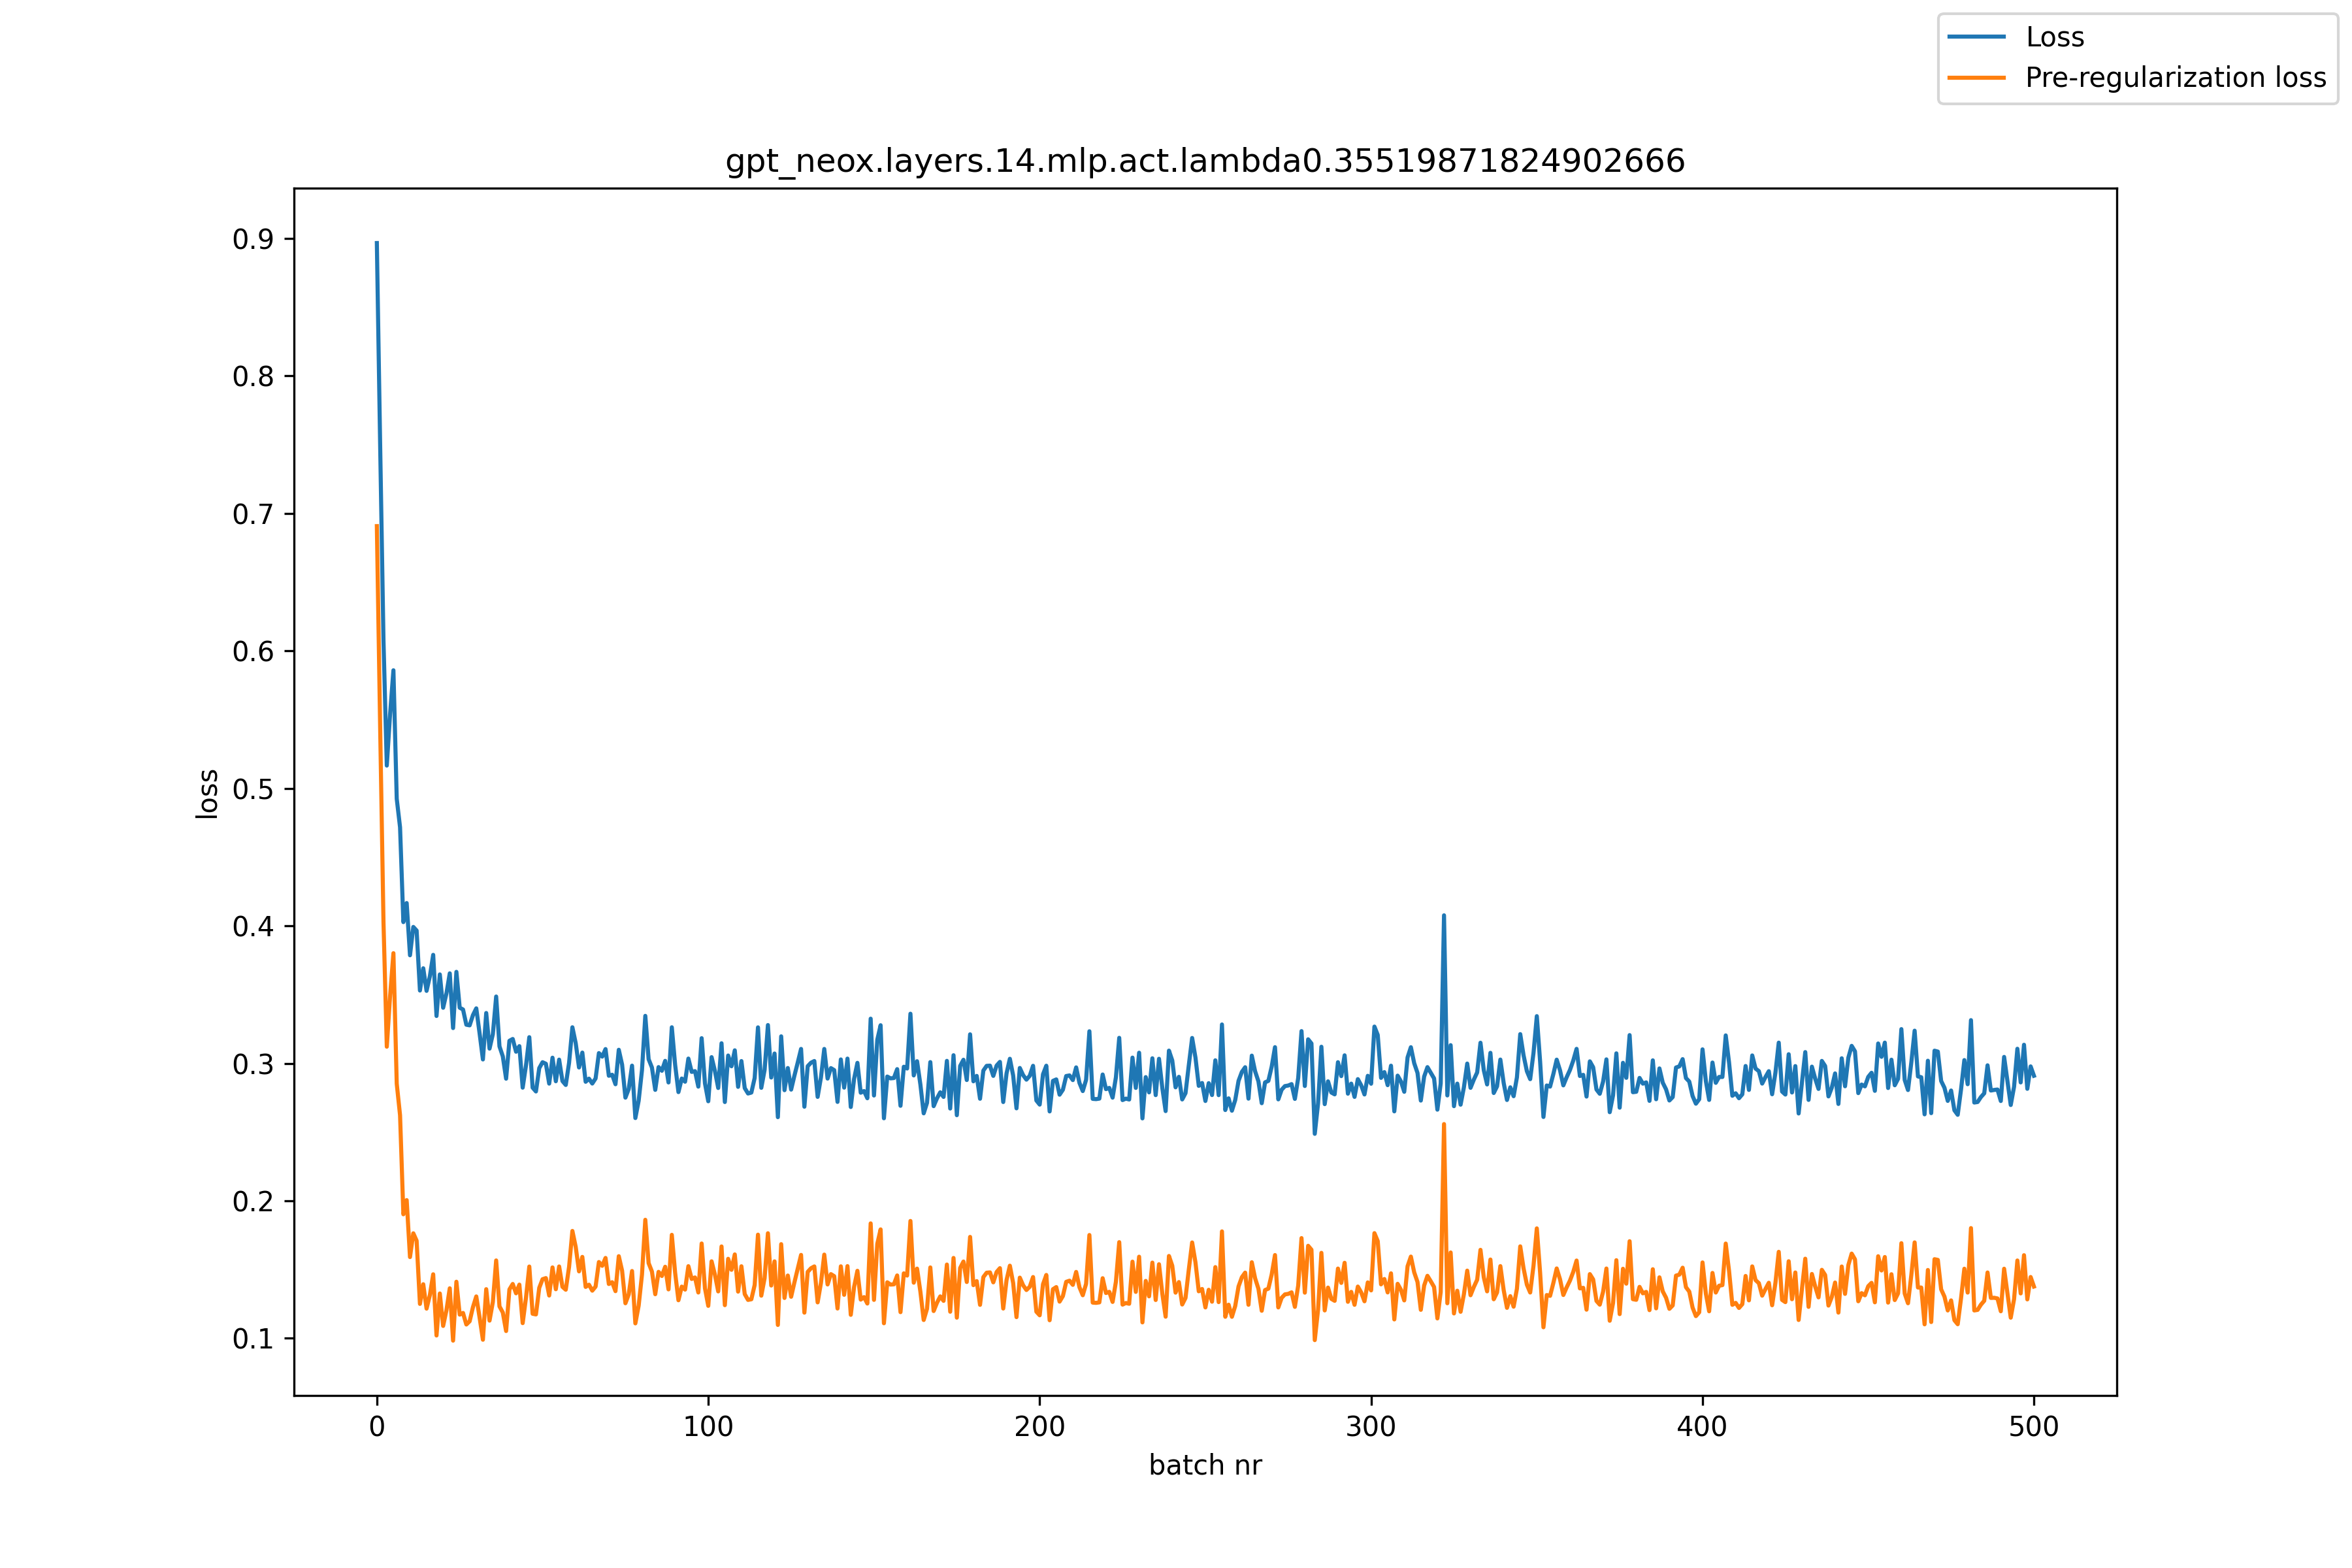 Loss
Pre-regularization loss
gpt_neox.layers.14.mlp.act.lambda0.35519871824902666
0.9
0.8
0.7
0.6
0.5
0.4
0.3
0.2
0.1
loss
0 100 200 300 400 500
batch nr